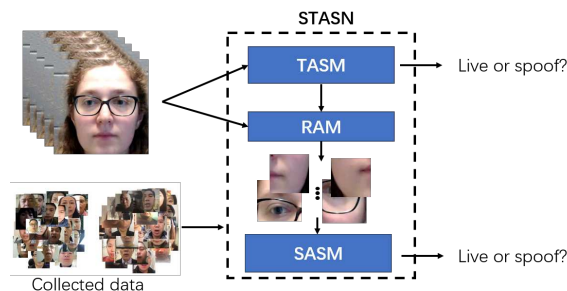 STASN
TASM
Live or spoof?
RAM
SASM
Live or spoof?
Collected data